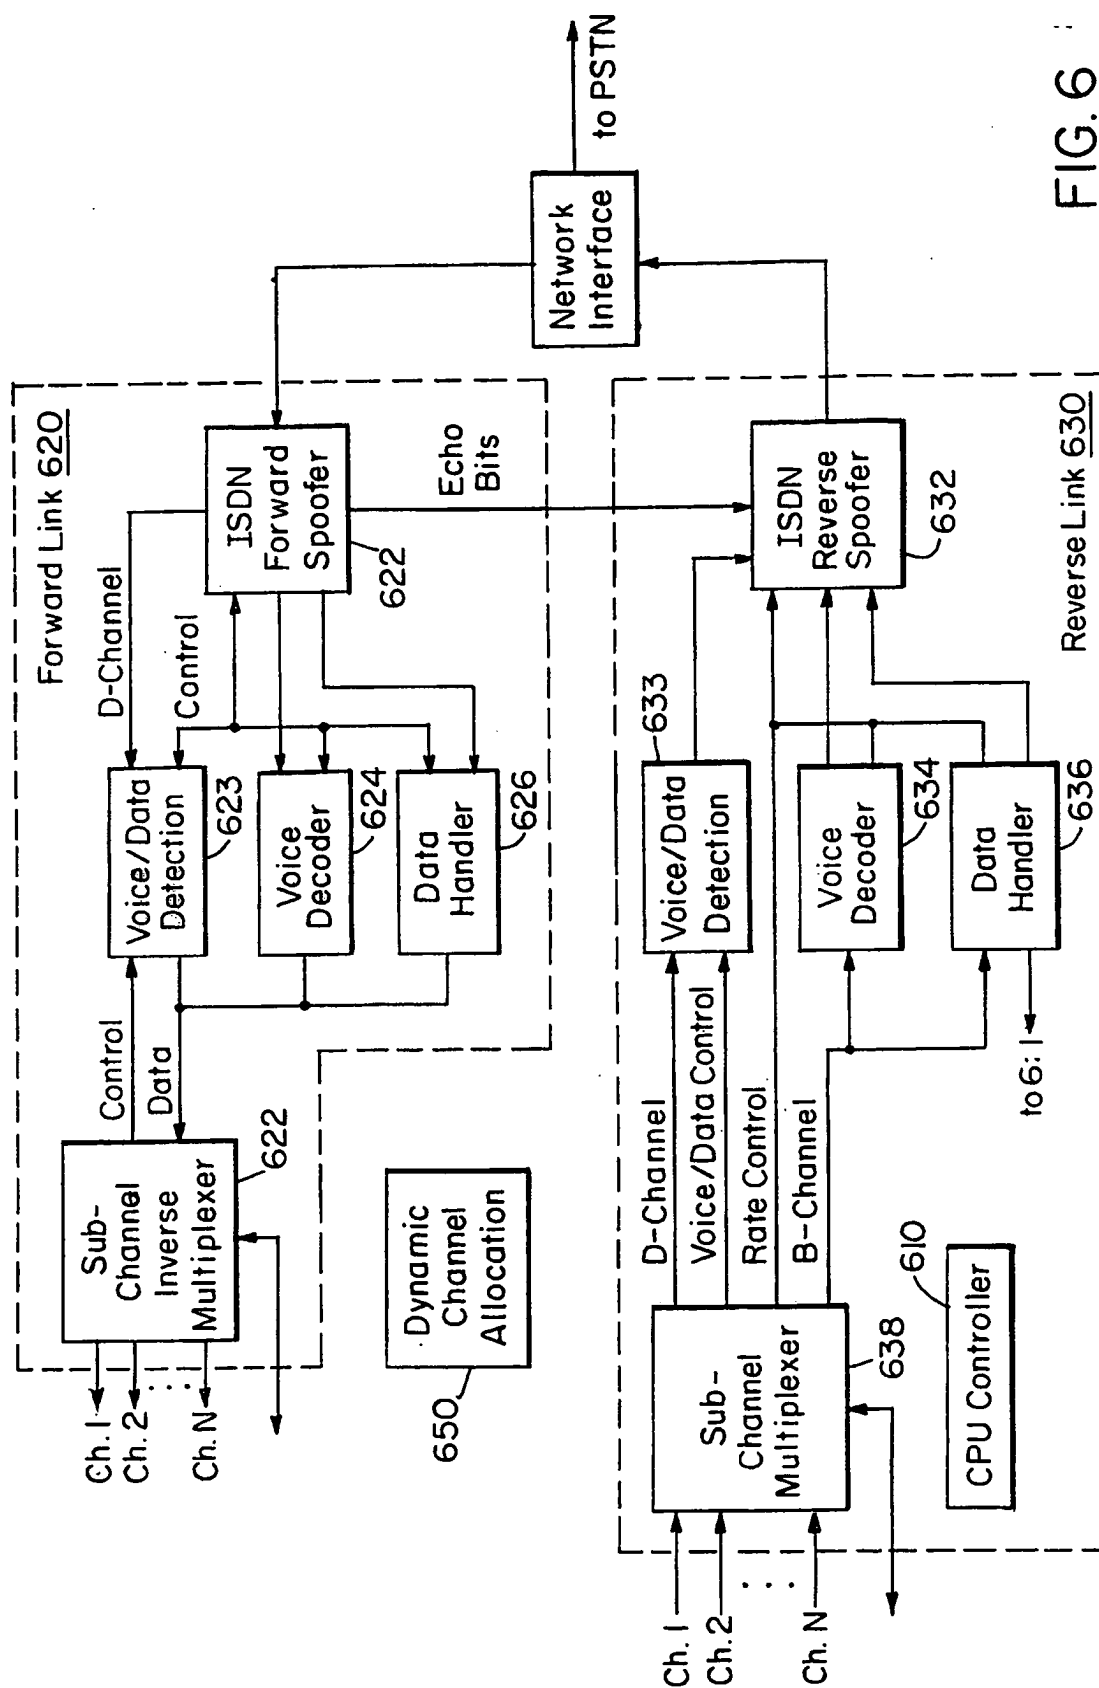 Forward Link 620
Sub-
Channel
Inverse
Multiplexer
622
Ch. 1
Ch. 2
...
Ch. N
Control
Data
Voice/Data
Detection
623
Voice
Decoder
624
Data
Handler
626
D-Channel
Control
ISDN
Forward
Spoofer
622
Echo
Bits
Network
Interface
to PSTN
Dynamic
Channel
Allocation
650
Reverse Link 630
Ch. 1
Ch. 2
...
Ch. N
Sub-
Channel
Multiplexer
638
D-Channel
Voice/Data Control
Rate Control
B-Channel
Voice/Data
Detection
633
Voice
Decoder
634
Data
Handler
636
to 6:1
ISDN
Reverse
Spoofer
632
CPU Controller
610
FIG. 6